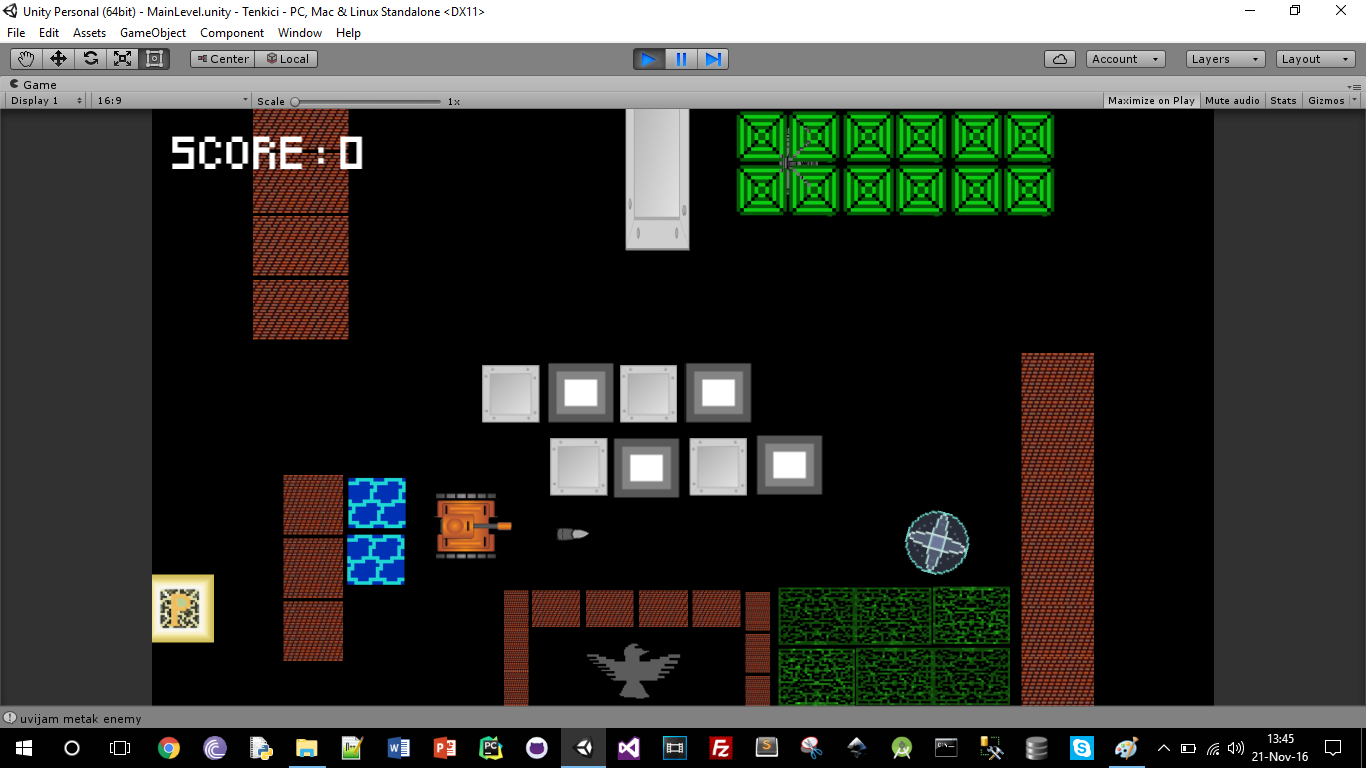 Unity Personal (64bit) - MainLevel.unity - Tenkici - PC, Mac & Linux Standalone <DX11>
File Edit Assets GameObject Component Window Help
Center Local Account Layers Layout
Game
Display 1 16:9 Scale 1x Maximize on Play Mute audio Stats Gizmos
SCORE:0
P
uvijam metak enemy
13:45
21-Nov-16